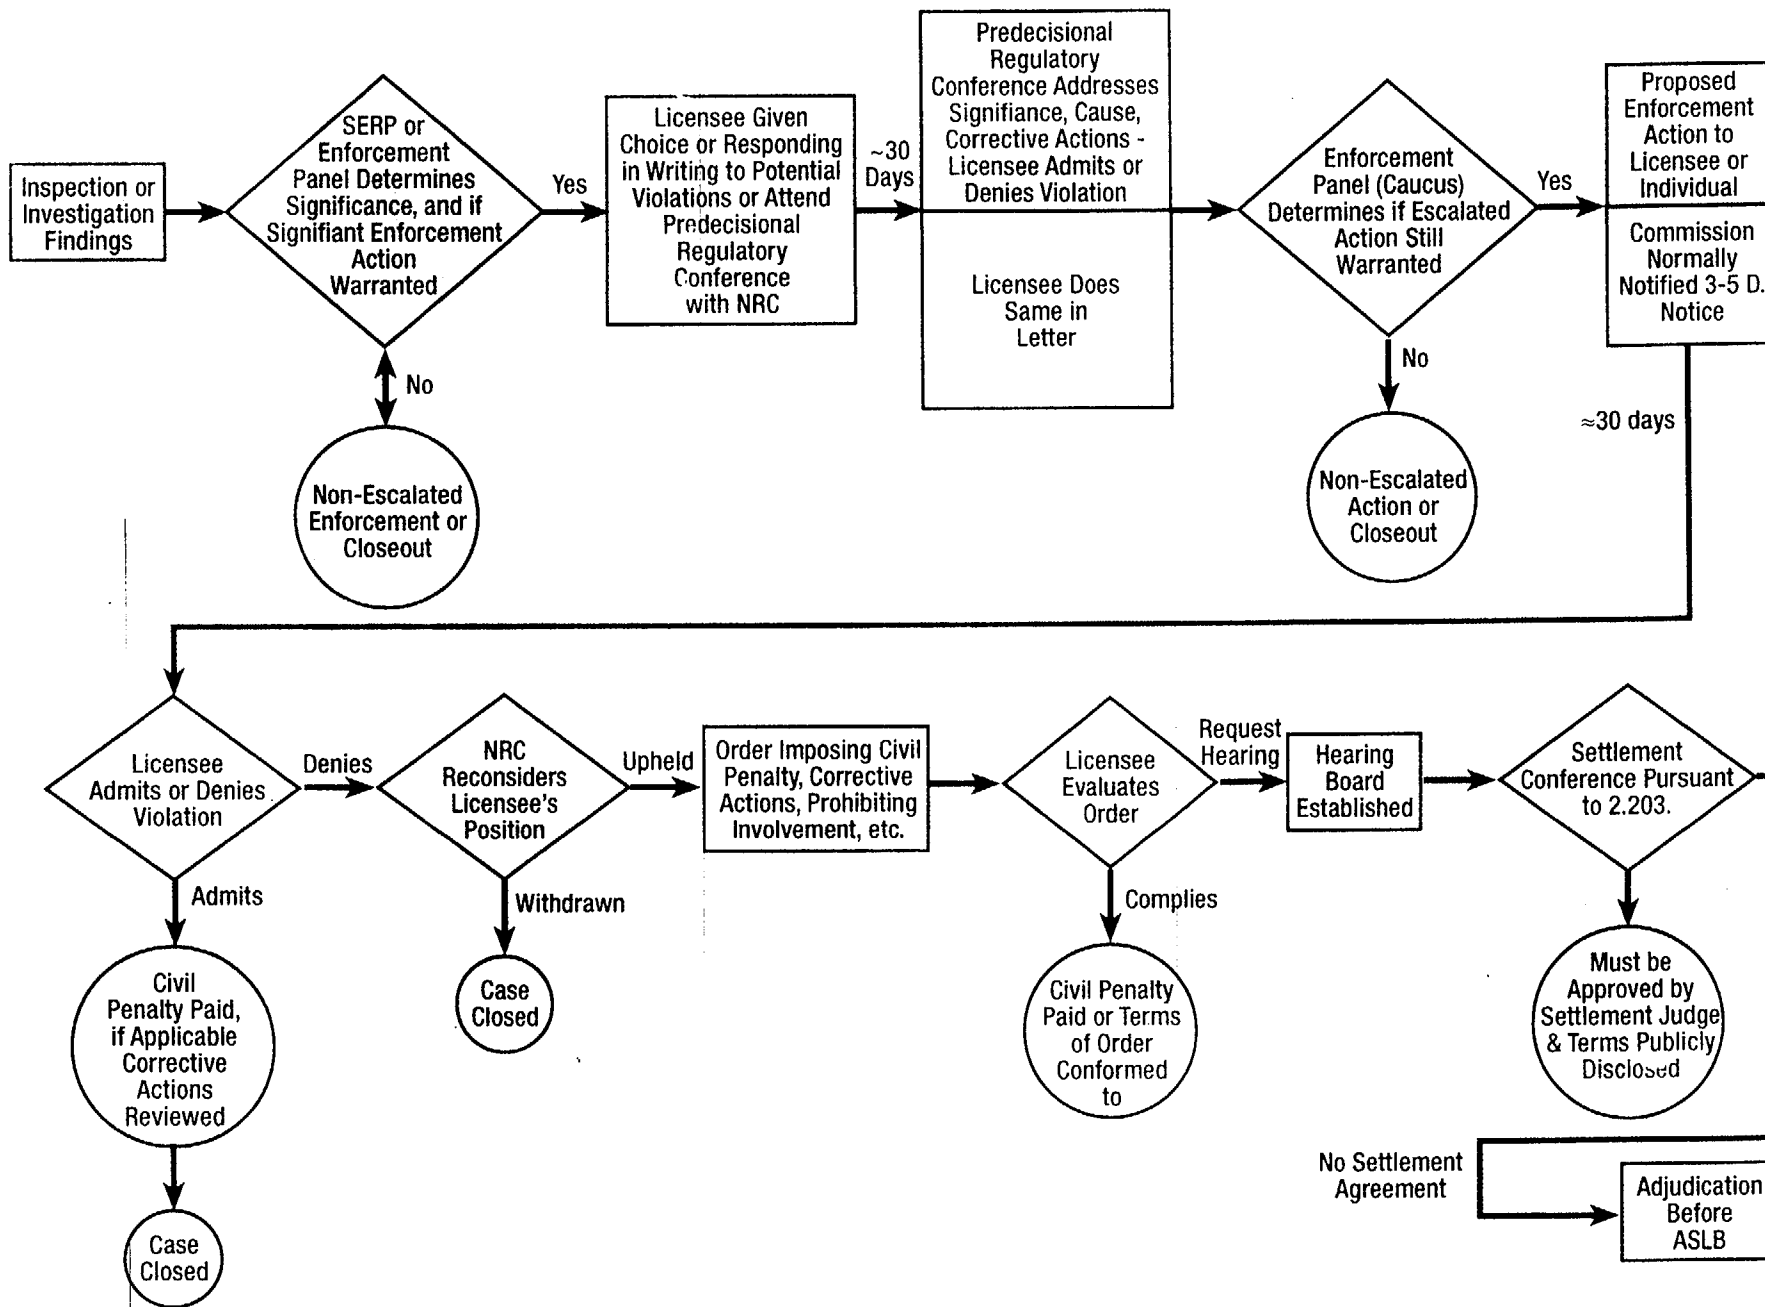 Inspection or
Investigation
Findings
SERP or
Enforcement
Panel Determines
Significance, and if
Signifiant Enforcement
Action
Warranted
Yes
No
Non-Escalated
Enforcement or
Closeout
Licensee Given
Choice or Responding
in Writing to Potential
Violations or Attend
Predecisional
Regulatory
Conference
with NRC
~30
Days
Predecisional
Regulatory
Conference Addresses
Signifiance, Cause,
Corrective Actions -
Licensee Admits or
Denies Violation
Licensee Does
Same in
Letter
Enforcement
Panel (Caucus)
Determines if Escalated
Action Still
Warranted
Yes
No
Non-Escalated
Action or
Closeout
Proposed
Enforcement
Action to
Licensee or
Individual
Commission
Normally
Notified 3-5 D.
Notice
≈30 days
Licensee
Admits or Denies
Violation
Denies
Admits
Civil
Penalty Paid,
if Applicable
Corrective
Actions
Reviewed
Case
Closed
NRC
Reconsiders
Licensee's
Position
Upheld
Withdrawn
Case
Closed
Order Imposing Civil
Penalty, Corrective
Actions, Prohibiting
Involvement, etc.
Licensee
Evaluates
Order
Request
Hearing
Complies
Civil Penalty
Paid or Terms
of Order
Conformed
to
Hearing
Board
Established
Settlement
Conference Pursuant
to 2.203.
Must be
Approved by
Settlement Judge
& Terms Publicly
Disclosed
No Settlement
Agreement
Adjudication
Before
ASLB